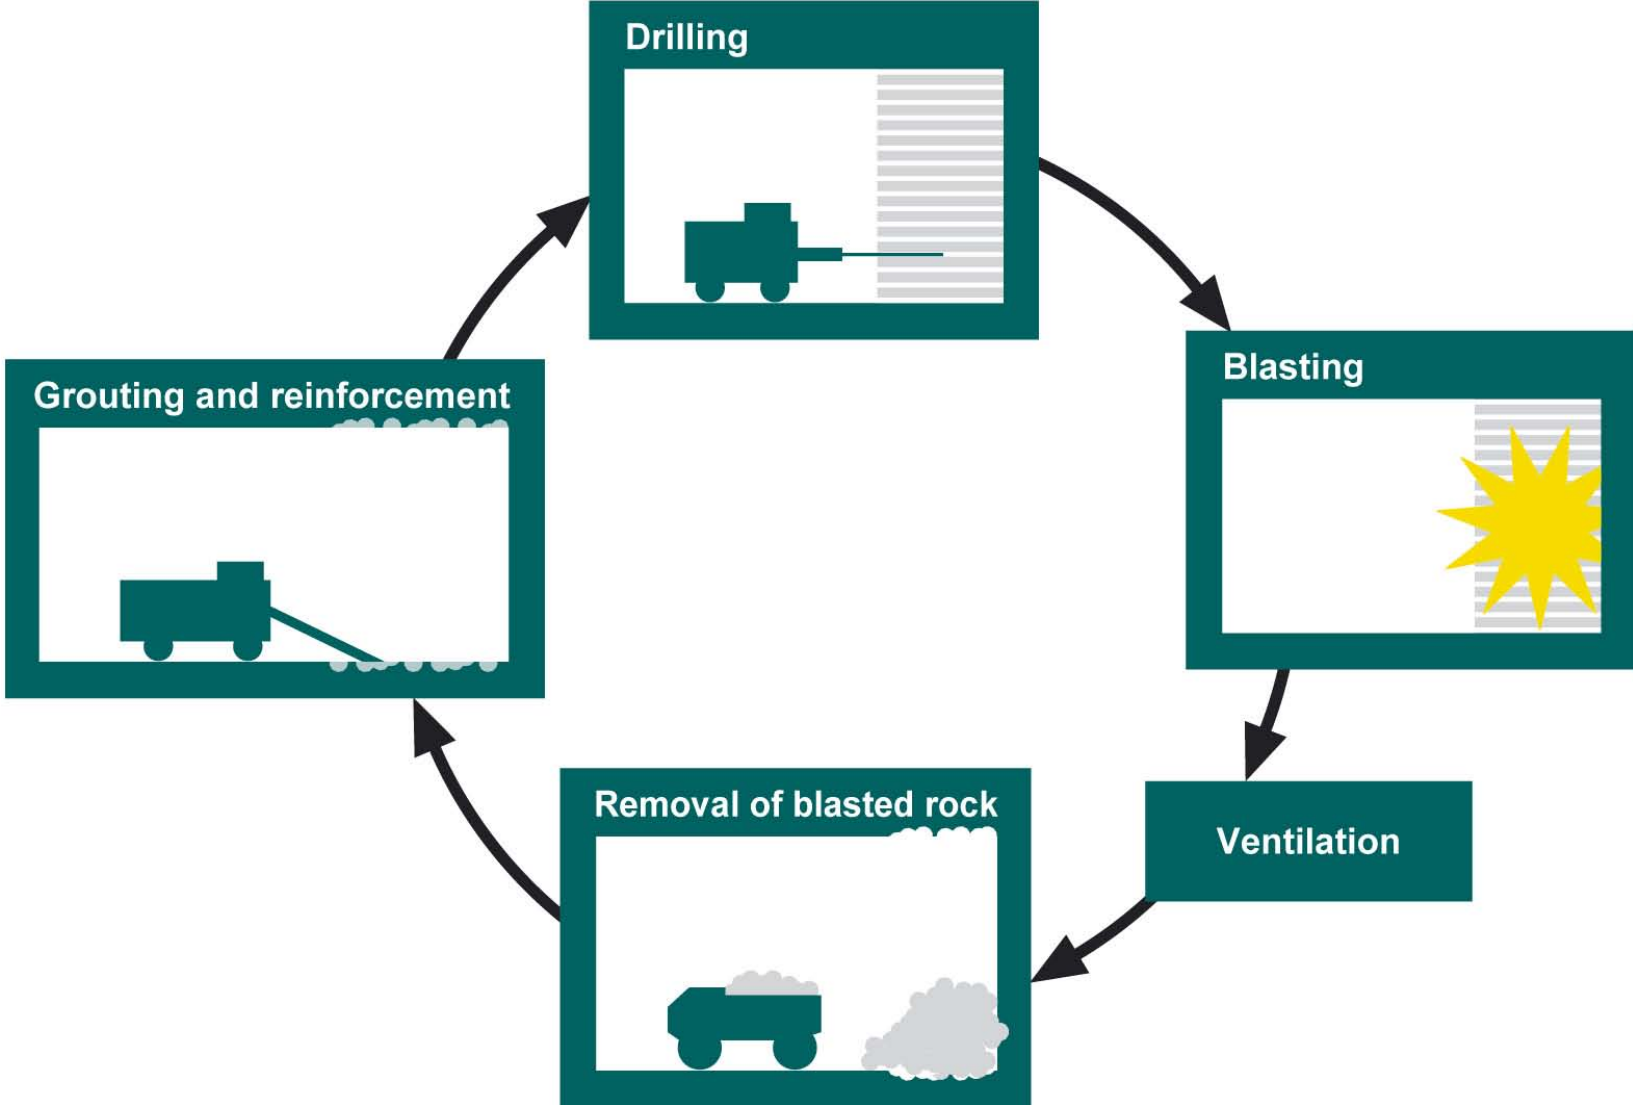 Drilling
Blasting
Ventilation
Removal of blasted rock
Grouting and reinforcement